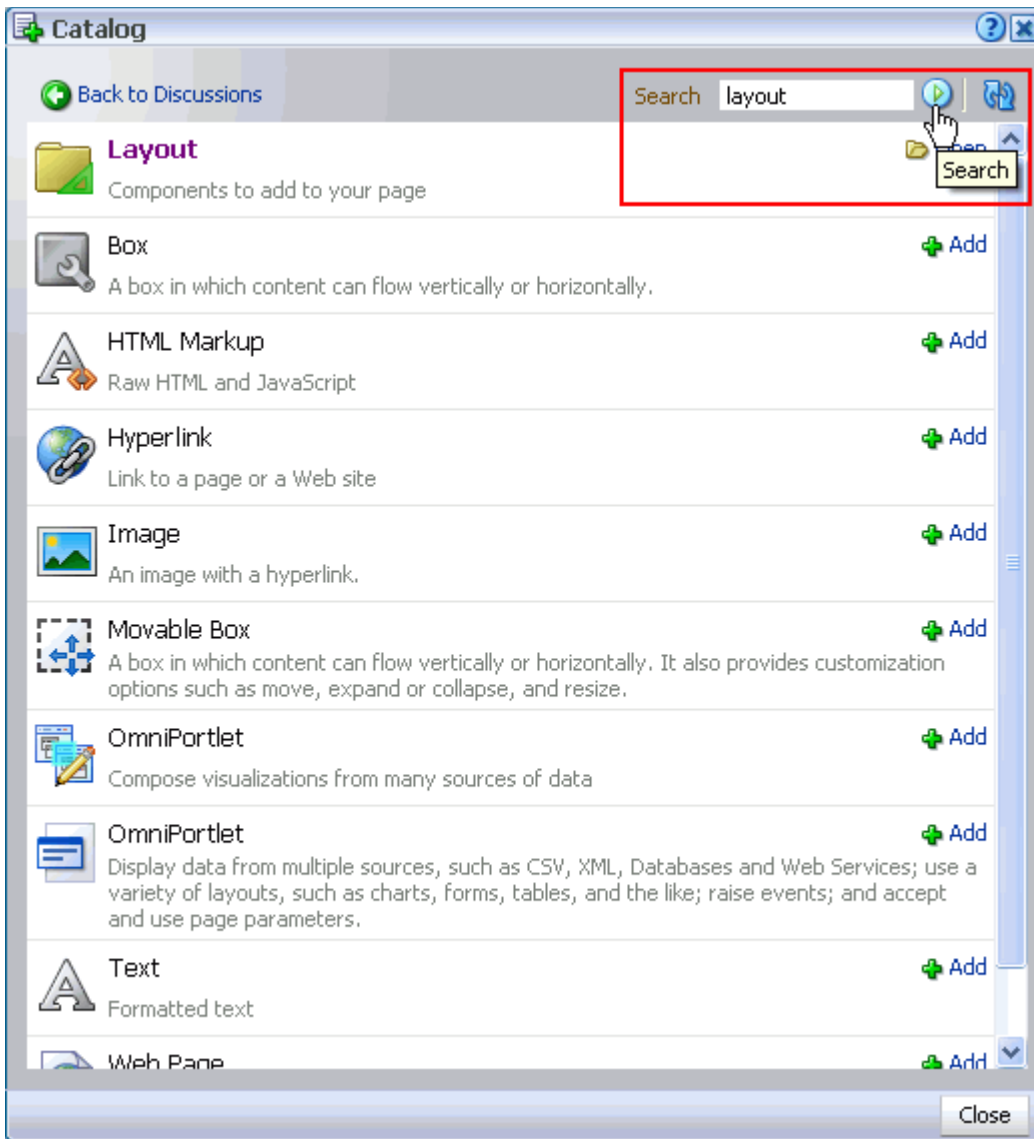 Catalog
Back to Discussions
Search layout
Layout
Search
Components to add to your page
Box Add
A box in which content can flow vertically or horizontally.
HTML Markup Add
Raw HTML and JavaScript
Hyperlink Add
Link to a page or a Web site
Image Add
An image with a hyperlink.
Movable Box Add
A box in which content can flow vertically or horizontally. It also provides customization
options such as move, expand or collapse, and resize.
OmniPortlet Add
Compose visualizations from many sources of data
OmniPortlet Add
Display data from multiple sources, such as CSV, XML, Databases and Web Services; use a
variety of layouts, such as charts, forms, tables, and the like; raise events; and accept
and use page parameters.
Text Add
Formatted text
Web Page Add
Close